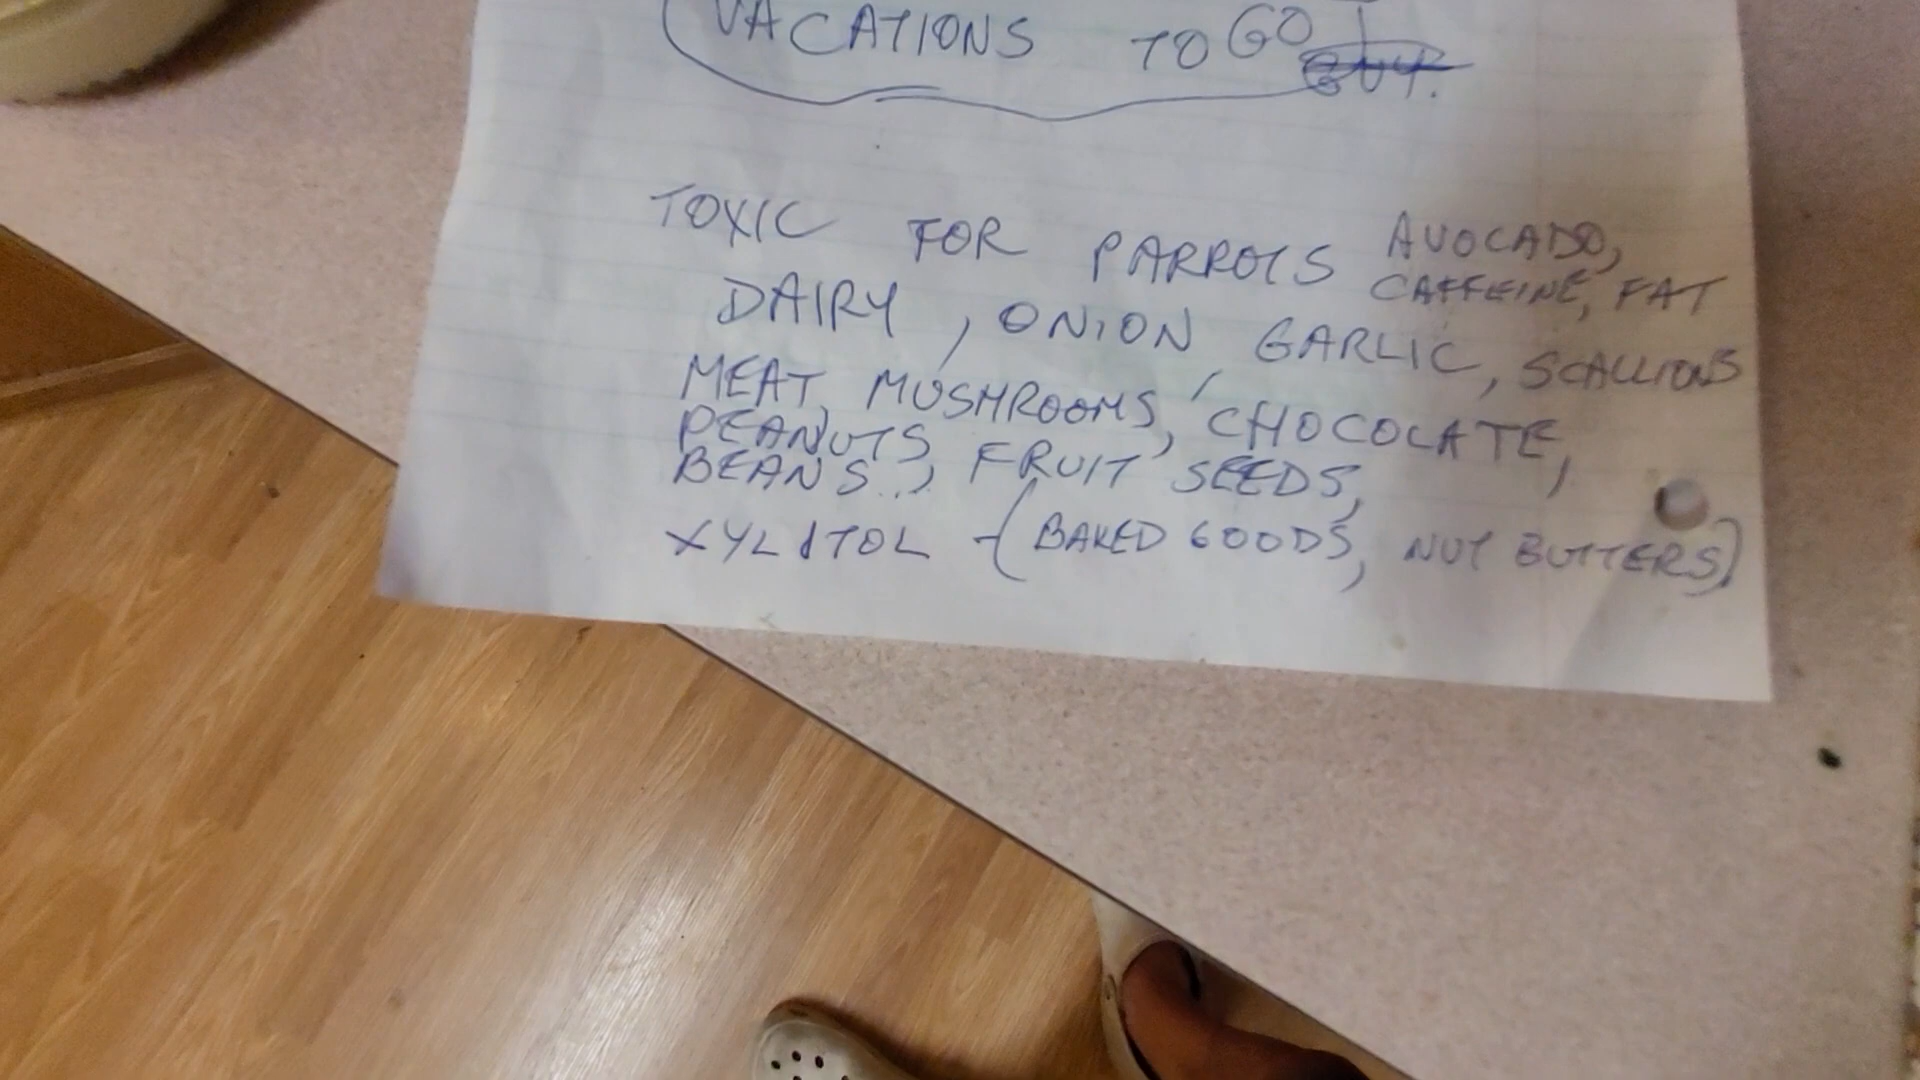 VACATIONS TO GO
GUY.
TOXIC FOR PARROTS AVOCADO,
CAFFEINE, FAT
DAIRY, ONION GARLIC, SCALLIONS
MEAT, MUSHROOMS, CHOCOLATE,
PEANUTS
BEANS.., FRUIT SEEDS,
XYLITOL - (BAKED GOODS, NUT BUTTERS)